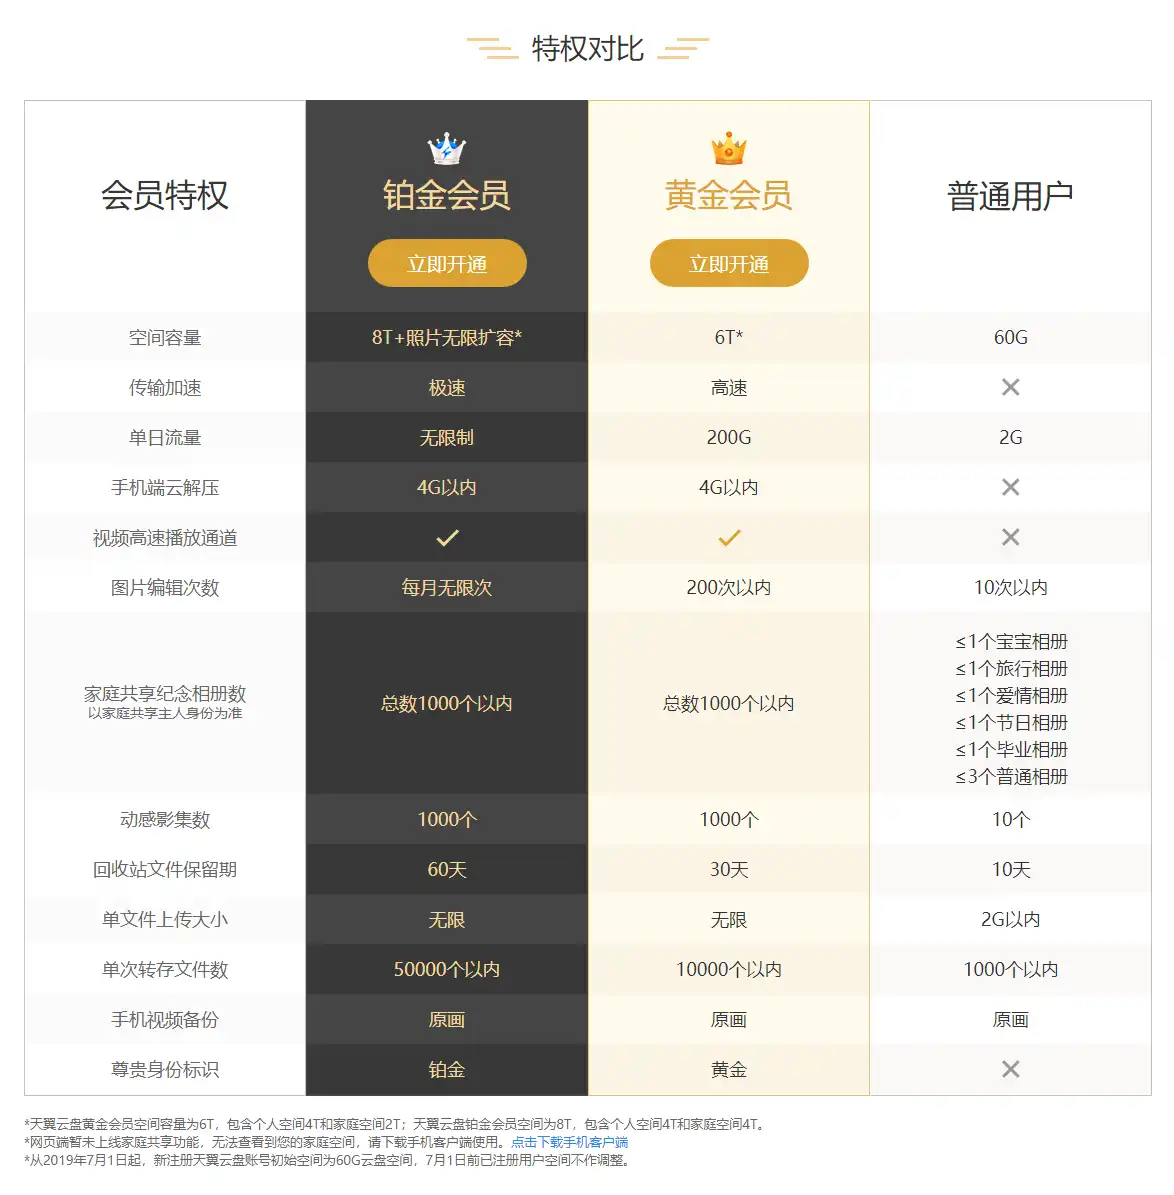 特权对比
会员特权 铂金会员 黄金会员 普通用户
立即开通 立即开通
空间容量 8T+照片无限扩容* 6T* 60G
传输加速 极速 高速
单日流量 无限制 200G 2G
手机端云解压 4G以内 4G以内
视频高速播放通道
图片编辑次数 每月无限次 200次以内 10次以内
家庭共享纪念相册数
以家庭共享主人身份为准
总数1000个以内 总数1000个以内
≤1个宝宝相册
≤1个旅行相册
≤1个爱情相册
≤1个节日相册
≤1个毕业相册
≤3个普通相册
动感影集数 1000个 1000个 10个
回收站文件保留期 60天 30天 10天
单文件上传大小 无限 无限 2G以内
单次转存文件数 50000个以内 10000个以内 1000个以内
手机视频备份 原画 原画 原画
尊贵身份标识 铂金 黄金
*天翼云盘黄金会员空间容量为6T，包含个人空间4T和家庭空间2T；天翼云盘铂金会员空间为8T，包含个人空间4T和家庭空间4T。
*网页端暂未上线家庭共享功能，无法查看到您的家庭空间，请下载手机客户端使用。点击下载手机客户端
*从2019年7月1日起，新注册天翼云盘账号初始空间为60G云盘空间，7月1日前已注册用户空间不作调整。